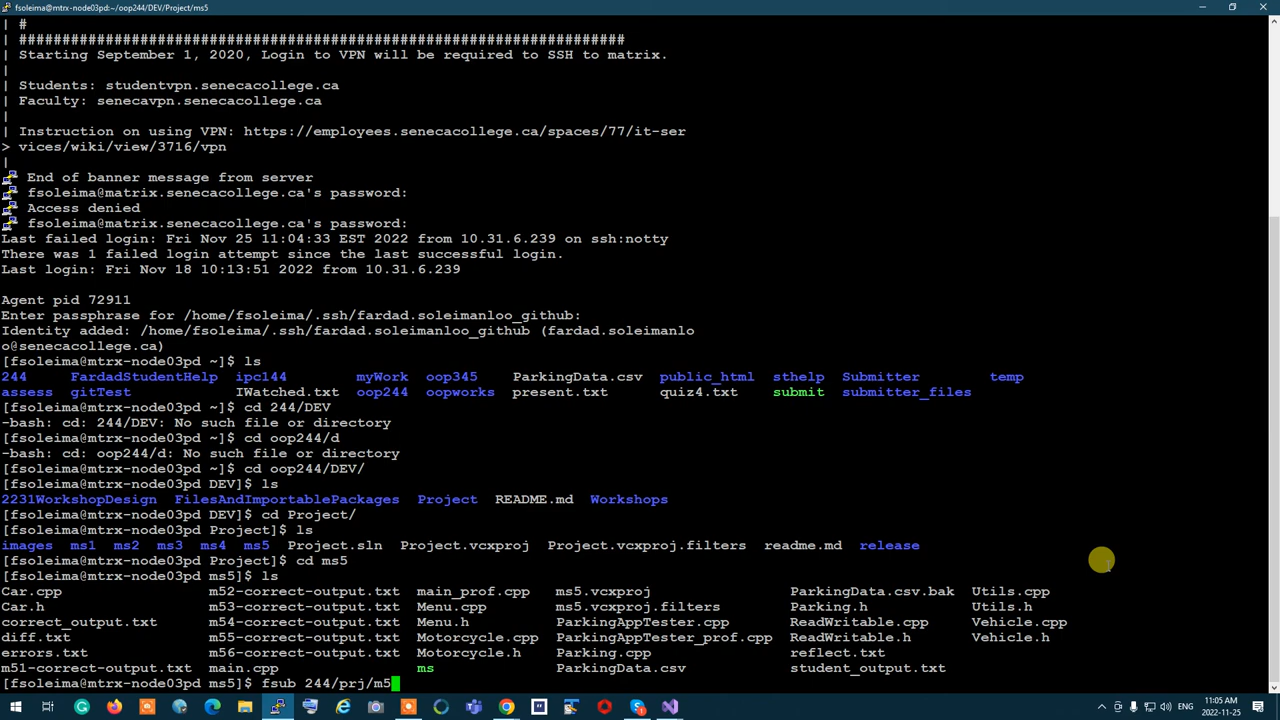 fsoleima@mtrx-node03pd:~/oop244/DEV/Project/ms5
| #
| ######################################################################
| Starting September 1, 2020, Login to VPN will be required to SSH to matrix.
|
| Students: studentvpn.senecacollege.ca
| Faculty: senecavpn.senecacollege.ca
|
| Instruction on using VPN: https://employees.senecacollege.ca/spaces/77/it-ser
> vices/wiki/view/3716/vpn
|
End of banner message from server
fsoleima@matrix.senecacollege.ca's password:
Access denied
fsoleima@matrix.senecacollege.ca's password:
Last failed login: Fri Nov 25 11:04:33 EST 2022 from 10.31.6.239 on ssh:notty
There was 1 failed login attempt since the last successful login.
Last login: Fri Nov 18 10:13:51 2022 from 10.31.6.239
Agent pid 72911
Enter passphrase for /home/fsoleima/.ssh/fardad.soleimanloo_github:
Identity added: /home/fsoleima/.ssh/fardad.soleimanloo_github (fardad.soleimanlo
o@senecacollege.ca)
[fsoleima@mtrx-node03pd ~]$ ls
244 FardadStudentHelp ipc144 myWork oop345 ParkingData.csv public_html sthelp Submitter temp
assess gitTest IWatched.txt oop244 oopworks present.txt quiz4.txt submit submitter_files
[fsoleima@mtrx-node03pd ~]$ cd 244/DEV
-bash: cd: 244/DEV: No such file or directory
[fsoleima@mtrx-node03pd ~]$ cd oop244/d
-bash: cd: oop244/d: No such file or directory
[fsoleima@mtrx-node03pd ~]$ cd oop244/DEV/
[fsoleima@mtrx-node03pd DEV]$ ls
2231WorkshopDesign FilesAndImportablePackages Project README.md Workshops
[fsoleima@mtrx-node03pd DEV]$ cd Project/
[fsoleima@mtrx-node03pd Project]$ ls
images ms1 ms2 ms3 ms4 ms5 Project.sln Project.vcxproj Project.vcxproj.filters readme.md release
[fsoleima@mtrx-node03pd Project]$ cd ms5
[fsoleima@mtrx-node03pd ms5]$ ls
Car.cpp m52-correct-output.txt main_prof.cpp ms5.vcxproj ParkingData.csv.bak Utils.cpp
Car.h m53-correct-output.txt Menu.cpp ms5.vcxproj.filters Parking.h Utils.h
correct_output.txt m54-correct-output.txt Menu.h ParkingAppTester.cpp ReadWritable.cpp Vehicle.cpp
diff.txt m55-correct-output.txt Motorcycle.cpp ParkingAppTester_prof.cpp ReadWritable.h Vehicle.h
errors.txt m56-correct-output.txt Motorcycle.h Parking.cpp reflect.txt
m51-correct-output.txt main.cpp ms ParkingData.csv student_output.txt
[fsoleima@mtrx-node03pd ms5]$ fsub 244/prj/m5
ENG
11:05 AM
2022-11-25